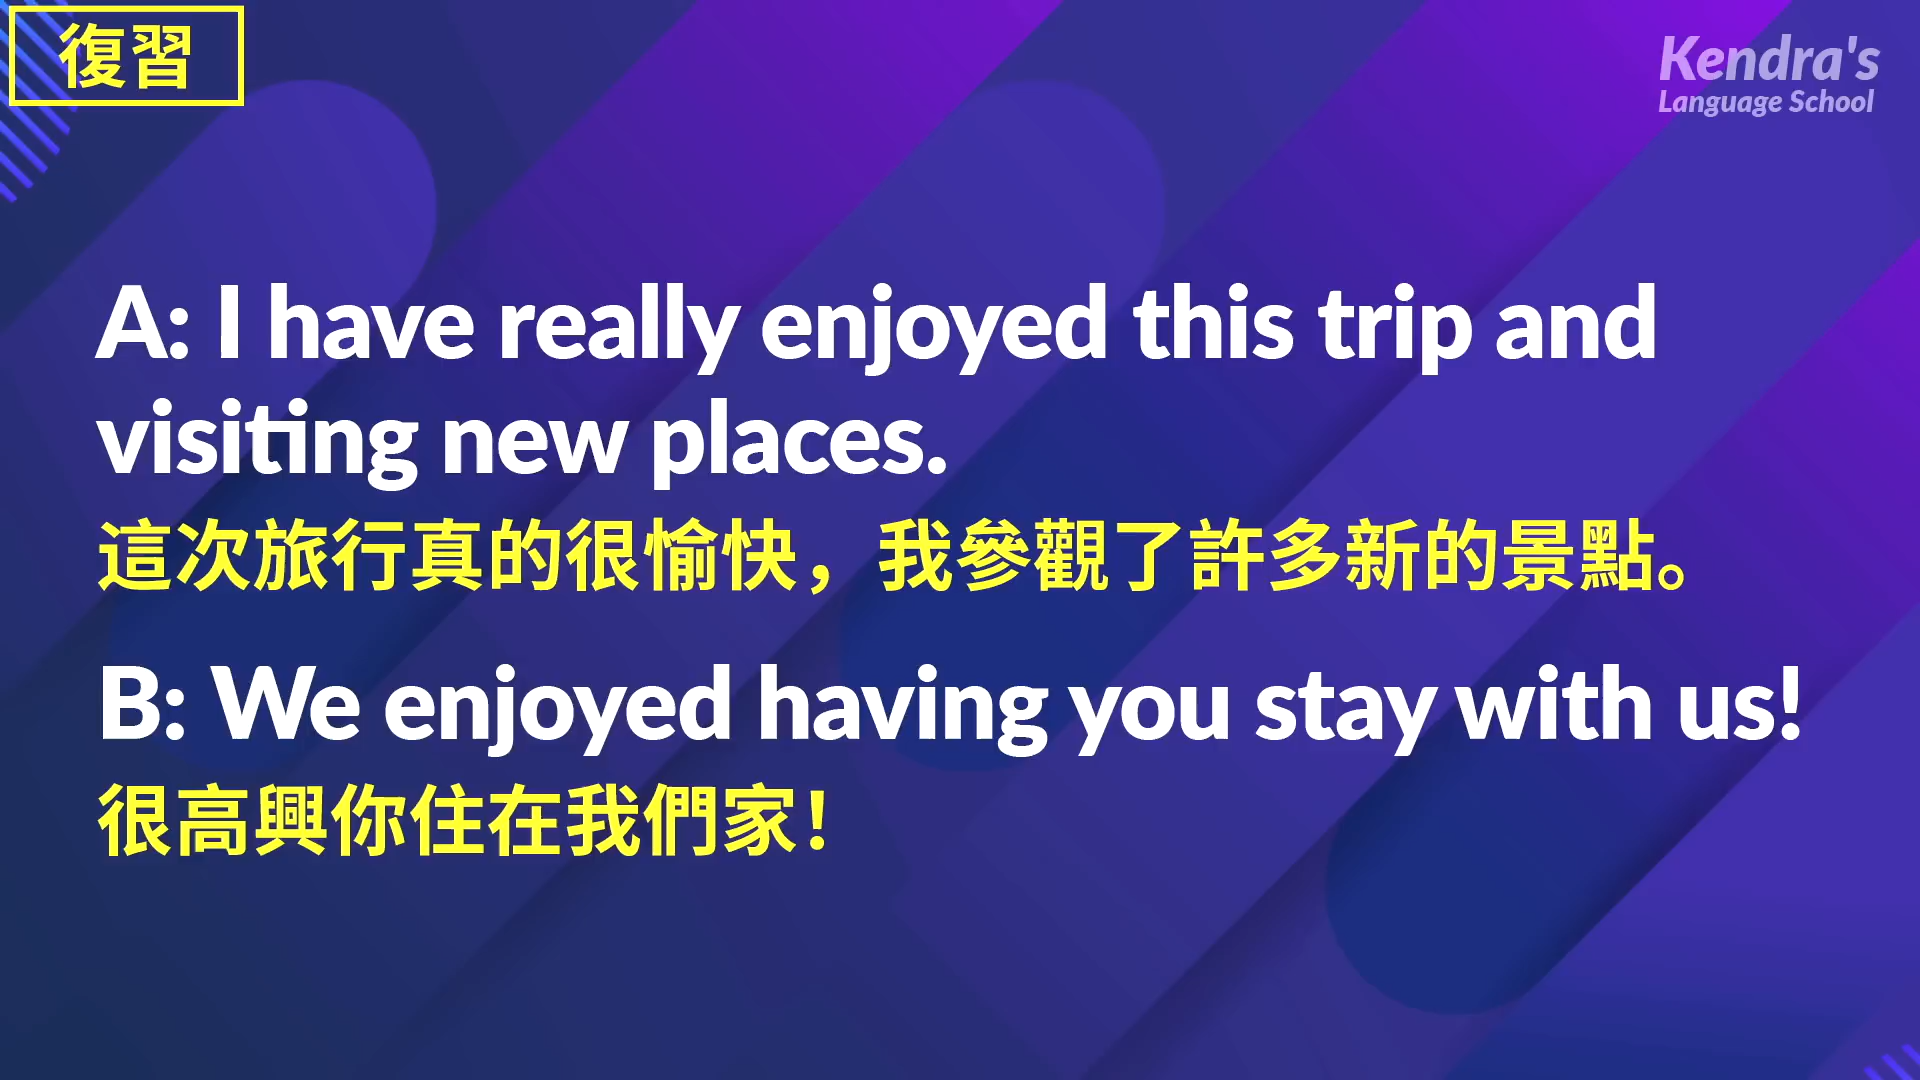 復習
Kendra's
Language School
A: I have really enjoyed this trip and
visiting new places.
這次旅行真的很愉快，我參觀了許多新的景點。
B: We enjoyed having you stay with us!
很高興你住在我們家！